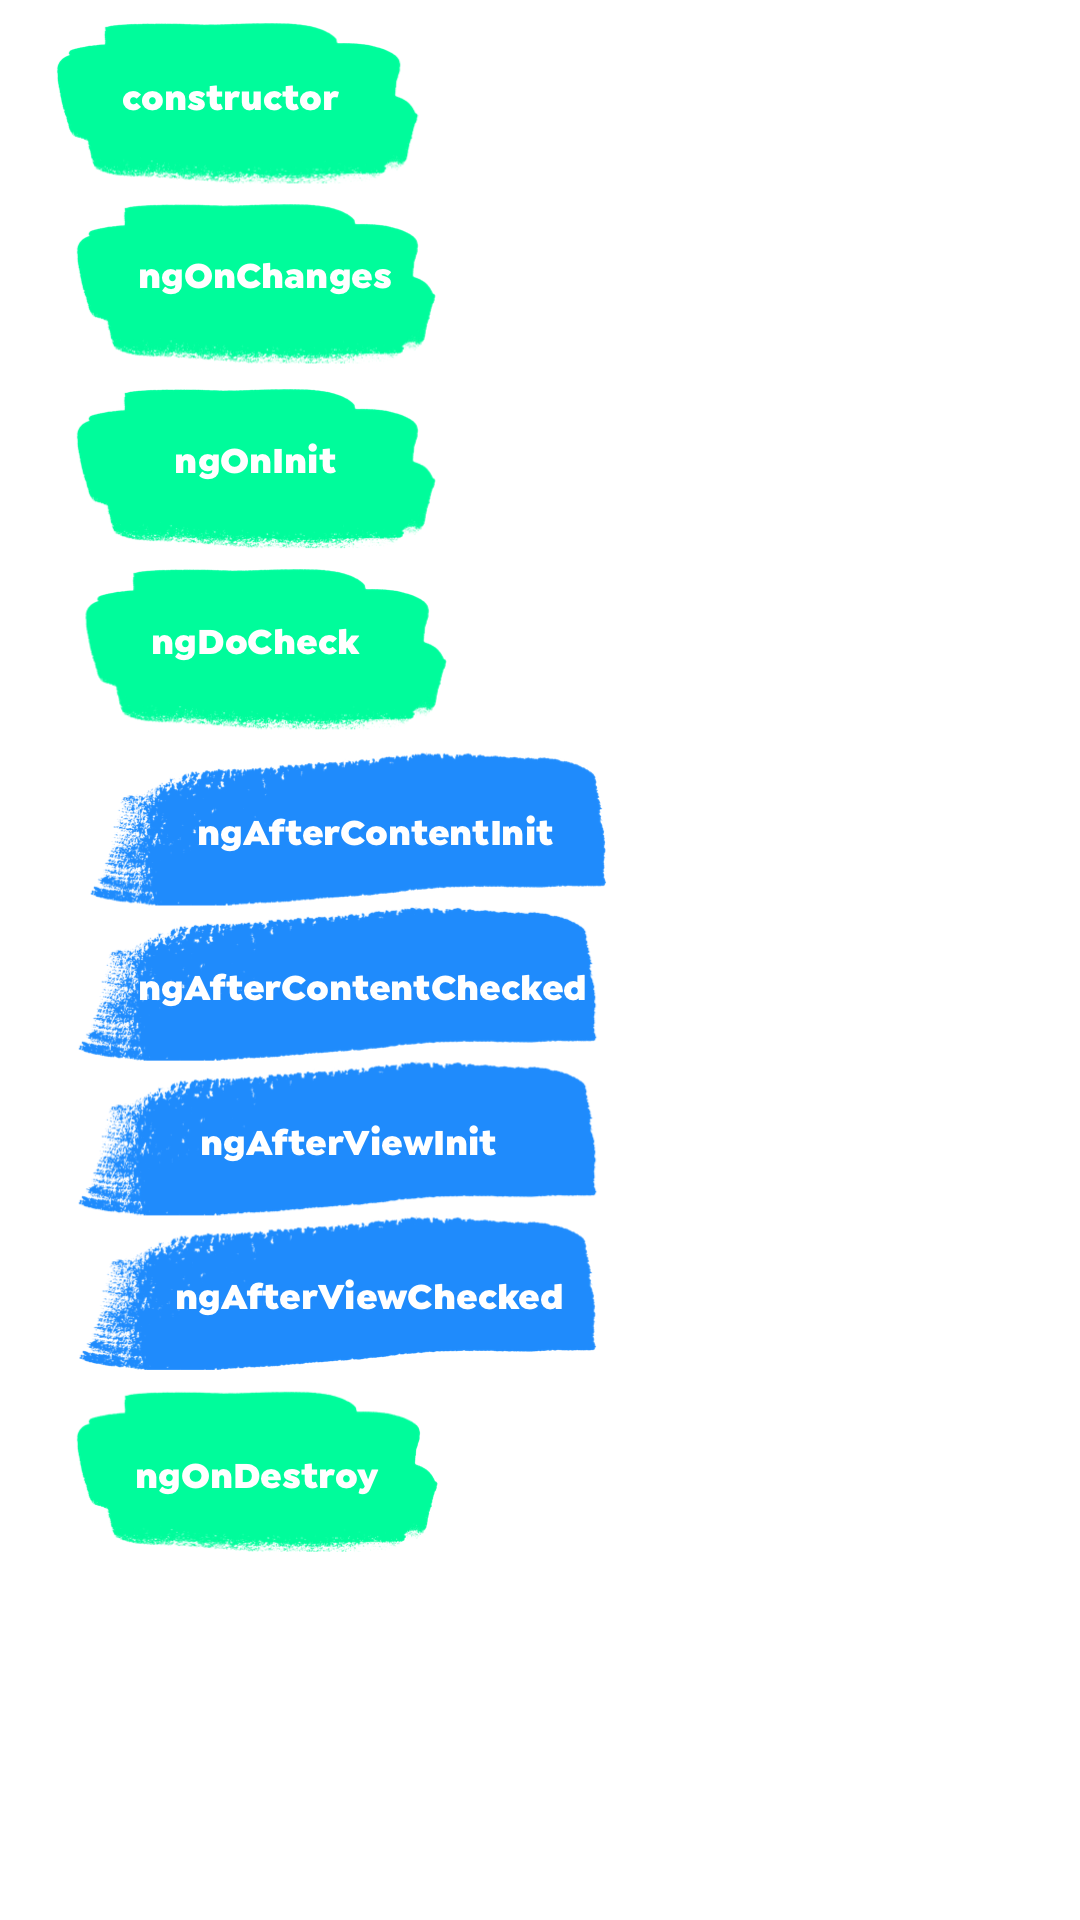 constructor
ngOnChanges
ngOnInit
ngDoCheck
ngAfterContentInit
ngAfterContentChecked
ngAfterViewInit
ngAfterViewChecked
ngOnDestroy